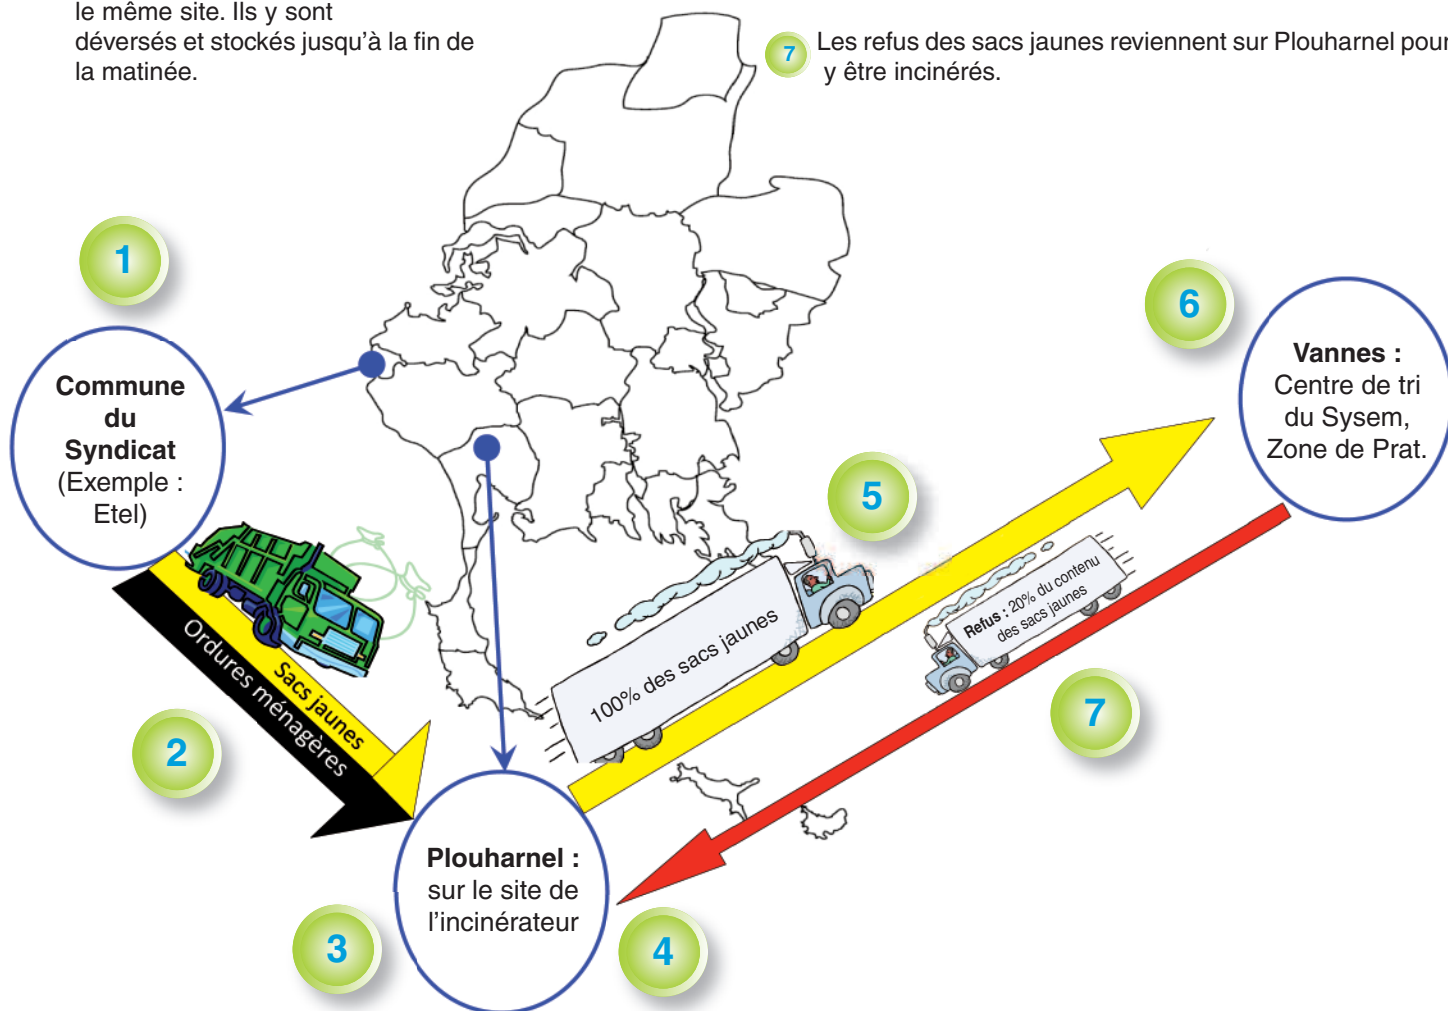 le même site. Ils y sont
déversés et stockés jusqu'à la fin de
la matinée.
7 Les refus des sacs jaunes reviennent sur Plouharnel pour
y être incinérés.
1
Commune
du
Syndicat
(Exemple :
Etel)
2
Sacs jaunes
Ordures ménagères
3
Plouharnel :
sur le site de
l'incinérateur
4
100% des sacs jaunes
5
6
Vannes :
Centre de tri
du Sysem,
Zone de Prat.
Refus : 20% du contenu
des sacs jaunes
7